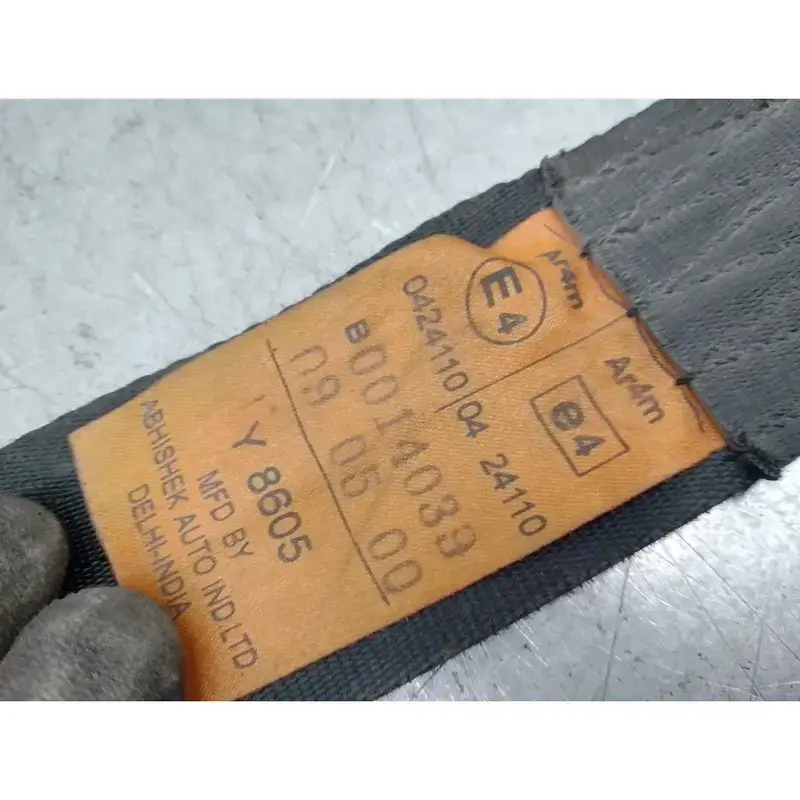 Ar4m Ar4m
E4 e4
0424110 04 24110
B0014039
09 05 00
Y 8605
MFD BY
ABHISHEK AUTO IND LTD.
DELHI-INDIA